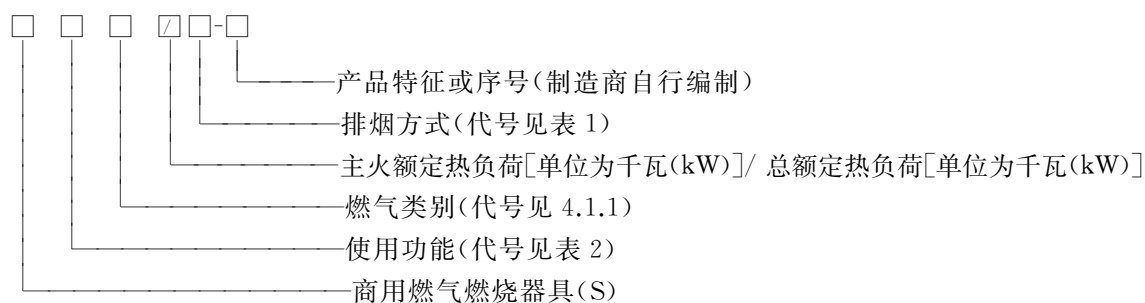 □ □ □ □/ □-□
产品特征或序号(制造商自行编制)
排烟方式(代号见表 1)
主火额定热负荷[单位为千瓦(kW)]/ 总额定热负荷[单位为千瓦(kW)]
燃气类别(代号见 4.1.1)
使用功能(代号见表 2)
商用燃气燃烧器具(S)